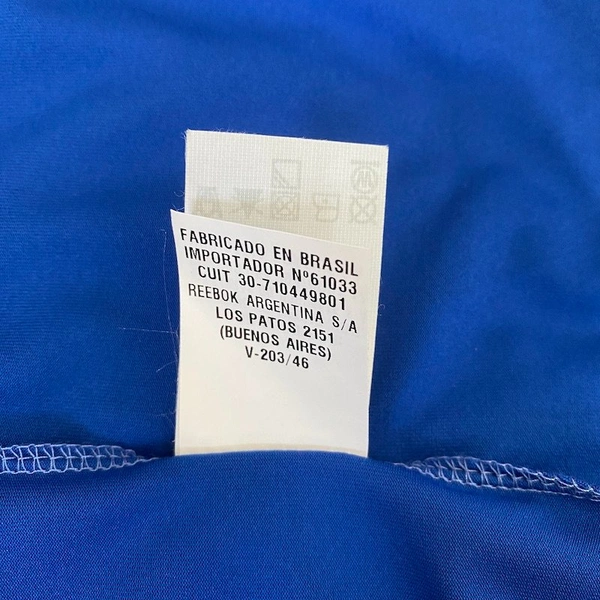 FABRICADO EN BRASIL
IMPORTADOR Nº61033
CUIT 30-710449801
REEBOK ARGENTINA S/A
LOS PATOS 2151
(BUENOS AIRES)
V-203/46